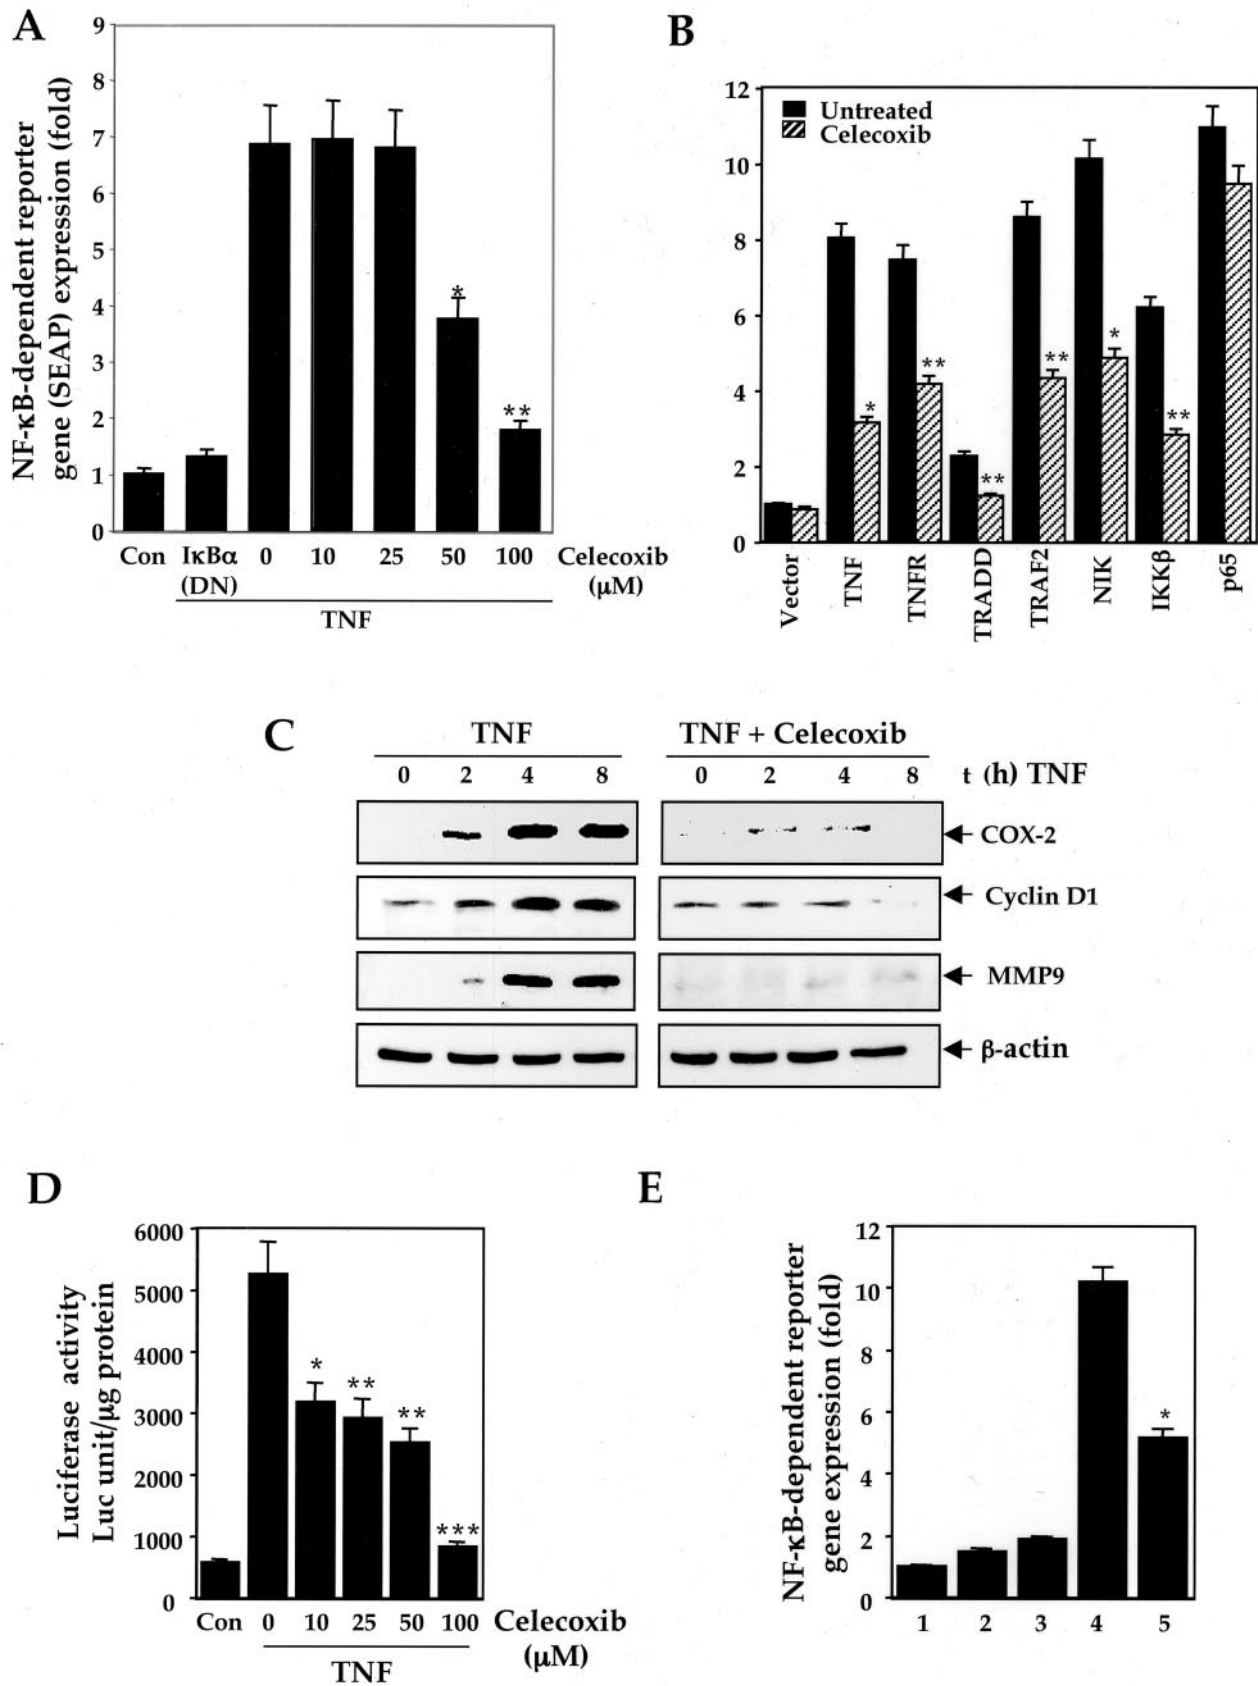 A
NF-κB-dependent reporter
gene (SEAP) expression (fold)
9
8
7
6
5
4
3
2
1
0
*
**
Con IκBα 0 10 25 50 100 Celecoxib
(DN) (μM)
TNF
B
12
10
8
6
4
2
0
Untreated
Celecoxib
* ** ** ** * **
Vector TNF TNFR TRADD TRAF2 NIK IKKβ p65
C
TNF TNF + Celecoxib
0 2 4 8 0 2 4 8 t (h) TNF
COX-2
Cyclin D1
MMP9
β-actin
D
Luciferase activity
Luc unit/μg protein
6000
5000
4000
3000
2000
1000
0
* ** ** ***
Con 0 10 25 50 100 Celecoxib
(μM)
TNF
E
NF-κB-dependent reporter
gene expression (fold)
12
10
8
6
4
2
0
*
1 2 3 4 5